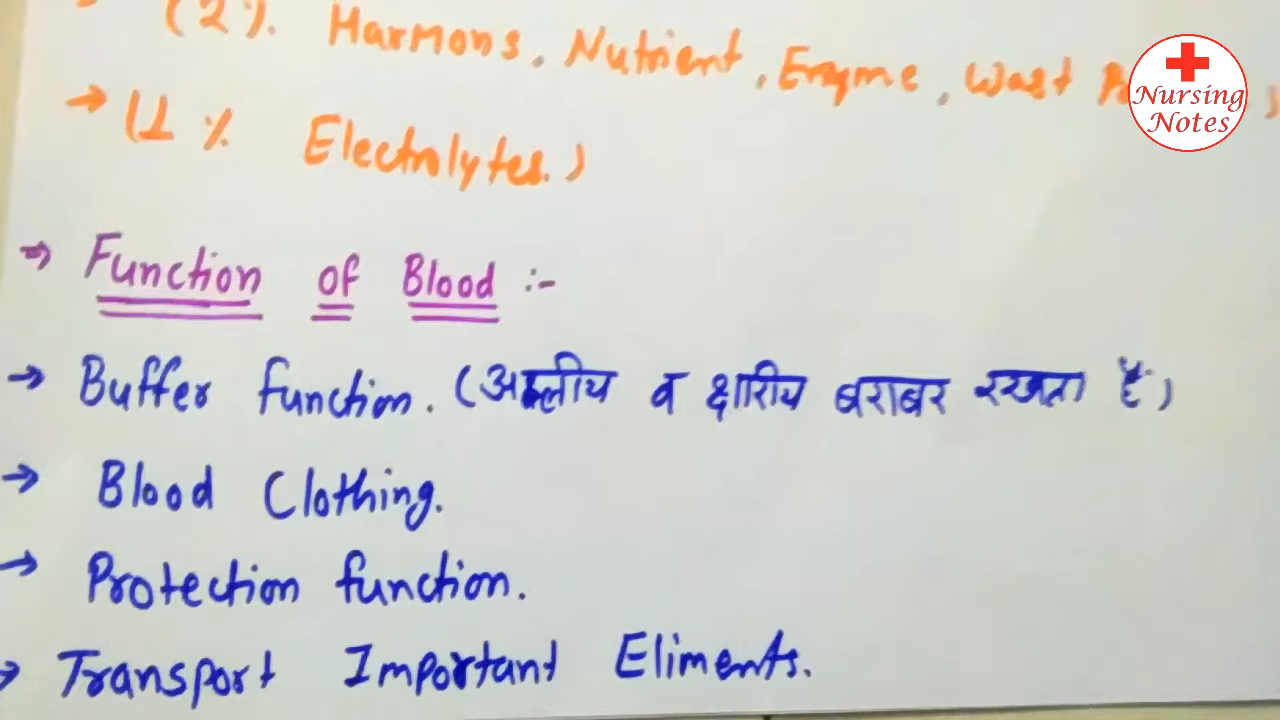 (2%. Harmons, Nutrient, Enzyme, Wast
→ (1% Electrolytes.)
Nursing
Notes
⇒ Function of Blood :-
→ Buffer function. (अम्लीय व क्षारीय बराबर रखता है)
→ Blood Clothing.
→ Protection function.
→ Transport Important Eliments.